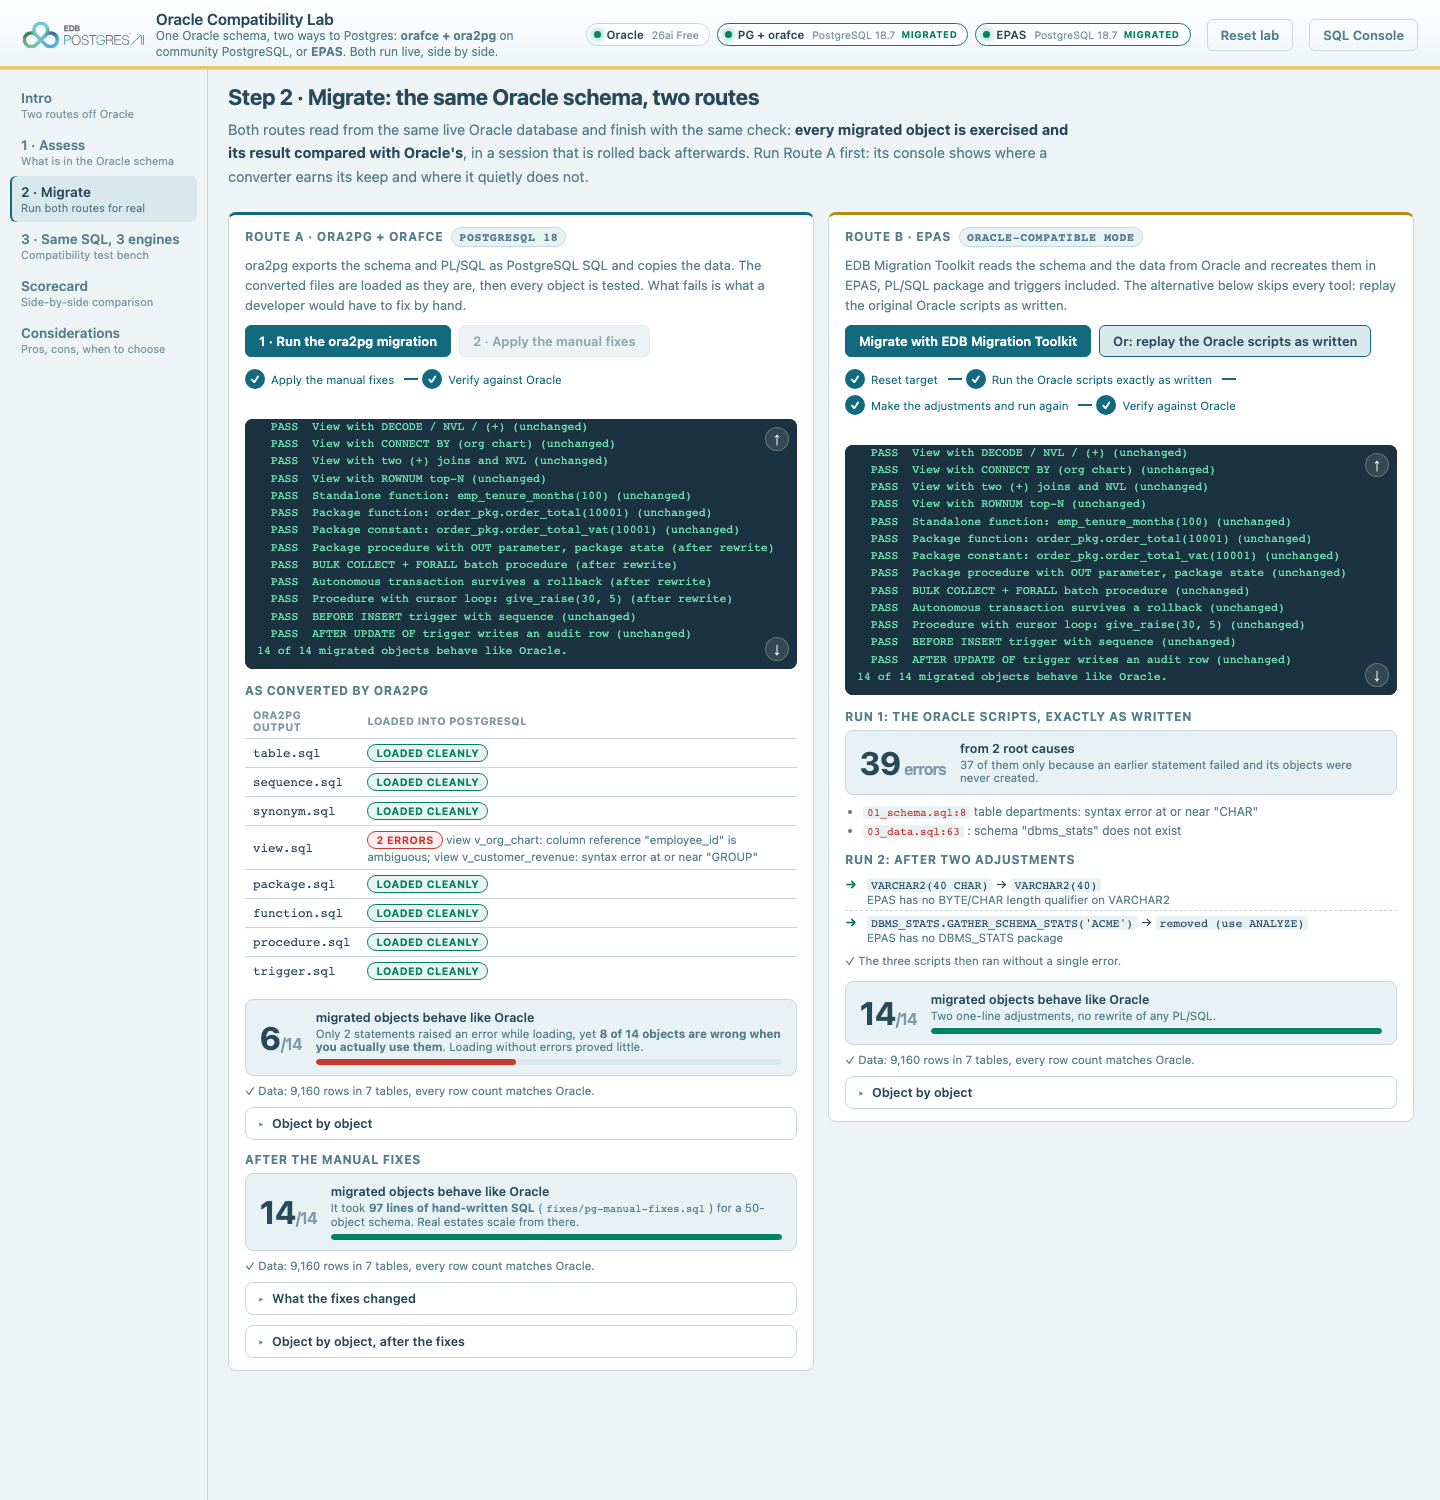 EDB
POSTGRES AI
Oracle Compatibility Lab
One Oracle schema, two ways to Postgres: orafce + ora2pg on
community PostgreSQL, or EPAS. Both run live, side by side.
Oracle 26ai Free
PG + orafce PostgreSQL 18.7 MIGRATED
EPAS PostgreSQL 18.7 MIGRATED
Reset lab
SQL Console
Intro
Two routes off Oracle
1 · Assess
What is in the Oracle schema
2 · Migrate
Run both routes for real
3 · Same SQL, 3 engines
Compatibility test bench
Scorecard
Side-by-side comparison
Considerations
Pros, cons, when to choose
Step 2 · Migrate: the same Oracle schema, two routes
Both routes read from the same live Oracle database and finish with the same check: every migrated object is exercised and
its result compared with Oracle's, in a session that is rolled back afterwards. Run Route A first: its console shows where a
converter earns its keep and where it quietly does not.
ROUTE A · ORA2PG + ORAFCE POSTGRESQL 18
ora2pg exports the schema and PL/SQL as PostgreSQL SQL and copies the data. The
converted files are loaded as they are, then every object is tested. What fails is what a
developer would have to fix by hand.
1 · Run the ora2pg migration
2 · Apply the manual fixes
✓ Apply the manual fixes — ✓ Verify against Oracle
PASS View with DECODE / NVL / (+) (unchanged)
PASS View with CONNECT BY (org chart) (unchanged)
PASS View with two (+) joins and NVL (unchanged)
PASS View with ROWNUM top-N (unchanged)
PASS Standalone function: emp_tenure_months(100) (unchanged)
PASS Package function: order_pkg.order_total(10001) (unchanged)
PASS Package constant: order_pkg.order_total_vat(10001) (unchanged)
PASS Package procedure with OUT parameter, package state (after rewrite)
PASS BULK COLLECT + FORALL batch procedure (after rewrite)
PASS Autonomous transaction survives a rollback (after rewrite)
PASS Procedure with cursor loop: give_raise(30, 5) (after rewrite)
PASS BEFORE INSERT trigger with sequence (unchanged)
PASS AFTER UPDATE OF trigger writes an audit row (unchanged)
14 of 14 migrated objects behave like Oracle.
↑
↓
AS CONVERTED BY ORA2PG
ORA2PG
OUTPUT
LOADED INTO POSTGRESQL
table.sql LOADED CLEANLY
sequence.sql LOADED CLEANLY
synonym.sql LOADED CLEANLY
view.sql 2 ERRORS view v_org_chart: column reference "employee_id" is
ambiguous; view v_customer_revenue: syntax error at or near "GROUP"
package.sql LOADED CLEANLY
function.sql LOADED CLEANLY
procedure.sql LOADED CLEANLY
trigger.sql LOADED CLEANLY
6/14
migrated objects behave like Oracle
Only 2 statements raised an error while loading, yet 8 of 14 objects are wrong when
you actually use them. Loading without errors proved little.
✓ Data: 9,160 rows in 7 tables, every row count matches Oracle.
▸ Object by object
AFTER THE MANUAL FIXES
14/14
migrated objects behave like Oracle
It took 97 lines of hand-written SQL ( fixes/pg-manual-fixes.sql ) for a 50-
object schema. Real estates scale from there.
✓ Data: 9,160 rows in 7 tables, every row count matches Oracle.
▸ What the fixes changed
▸ Object by object, after the fixes
ROUTE B · EPAS ORACLE-COMPATIBLE MODE
EDB Migration Toolkit reads the schema and the data from Oracle and recreates them in
EPAS, PL/SQL package and triggers included. The alternative below skips every tool: replay
the original Oracle scripts as written.
Migrate with EDB Migration Toolkit
Or: replay the Oracle scripts as written
✓ Reset target — ✓ Run the Oracle scripts exactly as written —
✓ Make the adjustments and run again — ✓ Verify against Oracle
PASS View with DECODE / NVL / (+) (unchanged)
PASS View with CONNECT BY (org chart) (unchanged)
PASS View with two (+) joins and NVL (unchanged)
PASS View with ROWNUM top-N (unchanged)
PASS Standalone function: emp_tenure_months(100) (unchanged)
PASS Package function: order_pkg.order_total(10001) (unchanged)
PASS Package constant: order_pkg.order_total_vat(10001) (unchanged)
PASS Package procedure with OUT parameter, package state (unchanged)
PASS BULK COLLECT + FORALL batch procedure (unchanged)
PASS Autonomous transaction survives a rollback (unchanged)
PASS Procedure with cursor loop: give_raise(30, 5) (unchanged)
PASS BEFORE INSERT trigger with sequence (unchanged)
PASS AFTER UPDATE OF trigger writes an audit row (unchanged)
14 of 14 migrated objects behave like Oracle.
↑
↓
RUN 1: THE ORACLE SCRIPTS, EXACTLY AS WRITTEN
39 errors
from 2 root causes
37 of them only because an earlier statement failed and its objects were
never created.
• 01_schema.sql:8 table departments: syntax error at or near "CHAR"
• 03_data.sql:63 : schema "dbms_stats" does not exist
RUN 2: AFTER TWO ADJUSTMENTS
→ VARCHAR2(40 CHAR) → VARCHAR2(40)
EPAS has no BYTE/CHAR length qualifier on VARCHAR2
→ DBMS_STATS.GATHER_SCHEMA_STATS('ACME') → removed (use ANALYZE)
EPAS has no DBMS_STATS package
✓ The three scripts then ran without a single error.
14/14
migrated objects behave like Oracle
Two one-line adjustments, no rewrite of any PL/SQL.
✓ Data: 9,160 rows in 7 tables, every row count matches Oracle.
▸ Object by object